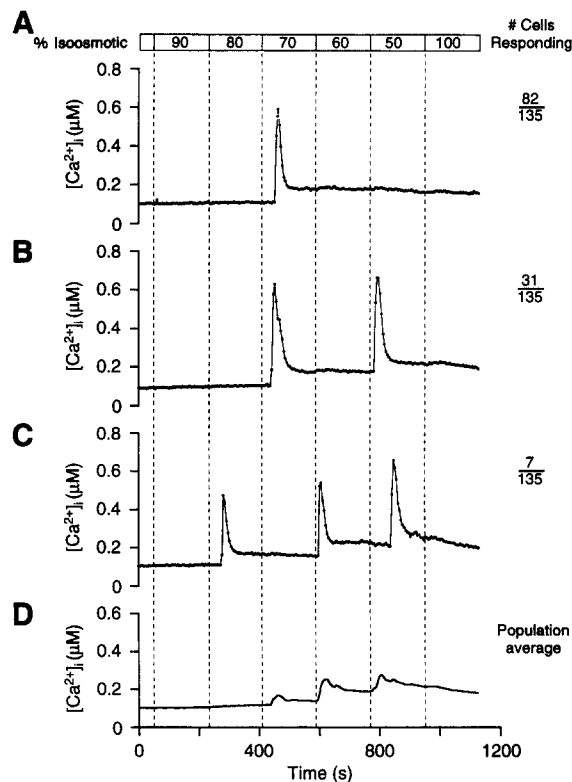 A
# Cells
Responding
% Isoosmotic 90 80 70 60 50 100
[Ca2+]i (μM)
0.8
0.6
0.4
0.2
0
82
135
B
[Ca2+]i (μM)
0.8
0.6
0.4
0.2
0
31
135
C
[Ca2+]i (μM)
0.8
0.6
0.4
0.2
0
7
135
D
[Ca2+]i (μM)
0.6
0.4
0.2
0.0
Population
average
0 400 800 1200
Time (s)